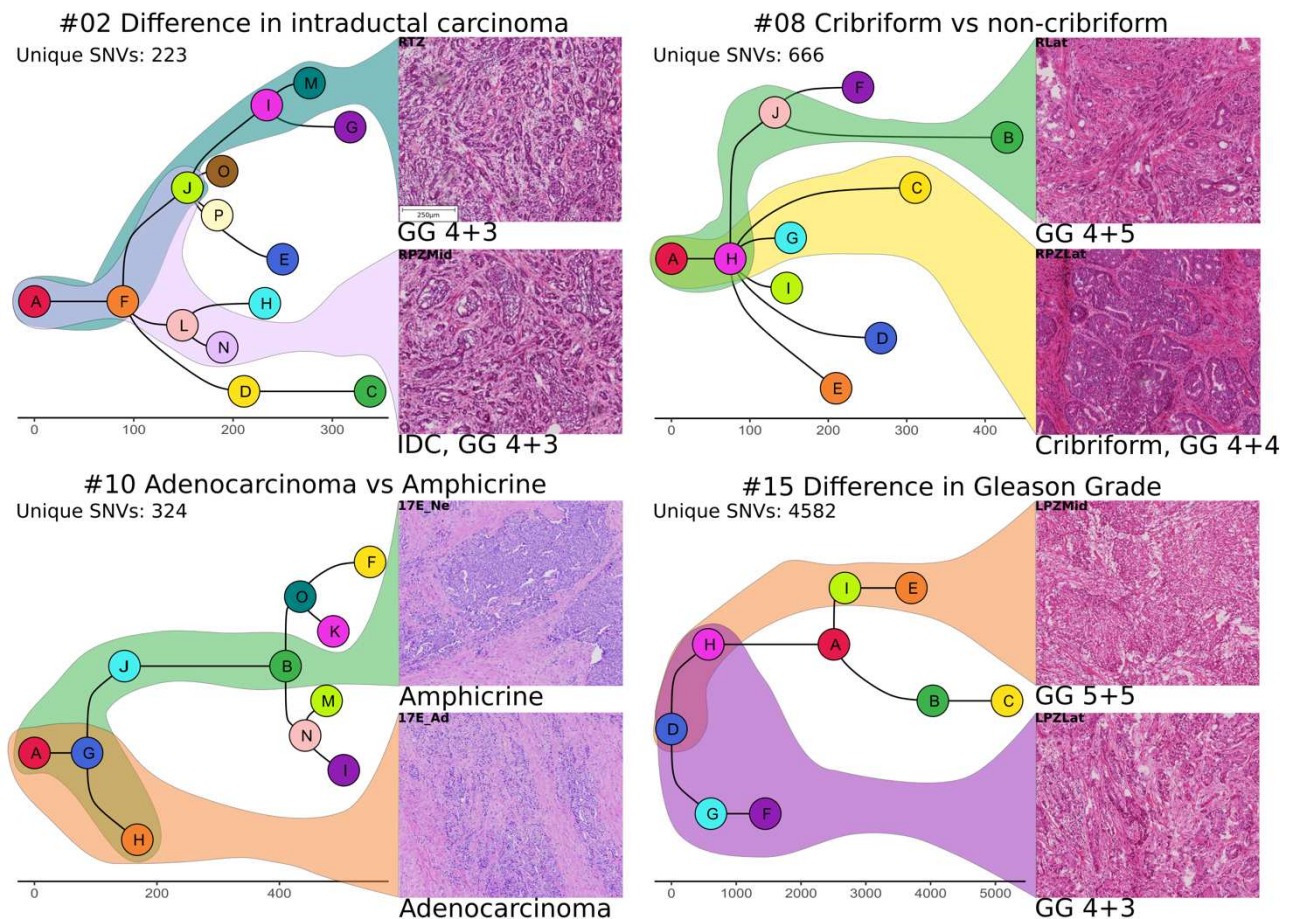 #02 Difference in intraductal carcinoma
Unique SNVs: 223
RTZ
M
I
G
O
J
P
E
A
F
H
L
N
D
C
250μm
GG 4+3
RPZMid
IDC, GG 4+3
0 100 200 300
#08 Cribriform vs non-cribriform
Unique SNVs: 666
RLat
F
J
B
C
G
A
H
I
D
E
GG 4+5
RPZLat
Cribriform, GG 4+4
0 100 200 300 400
#10 Adenocarcinoma vs Amphicrine
Unique SNVs: 324
17E_Ne
F
O
K
J
B
M
N
A
G
I
H
Amphicrine
17E_Ad
Adenocarcinoma
0 200 400
#15 Difference in Gleason Grade
Unique SNVs: 4582
LPZMid
I
E
H
A
B
C
D
G
F
GG 5+5
LPZLat
GG 4+3
0 1000 2000 3000 4000 5000